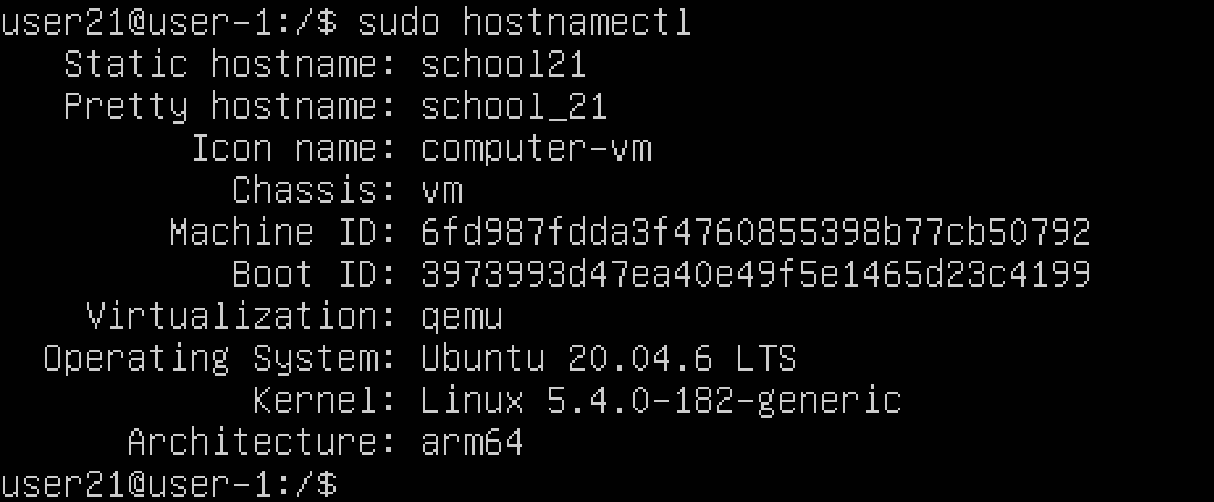 user21@user-1:/$ sudo hostnamectl
Static hostname: school21
Pretty hostname: school_21
Icon name: computer-vm
Chassis: vm
Machine ID: 6fd987fdda3f4760855398b77cb50792
Boot ID: 3973993d47ea40e49f5e1465d23c4199
Virtualization: qemu
Operating System: Ubuntu 20.04.6 LTS
Kernel: Linux 5.4.0-182-generic
Architecture: arm64
user21@user-1:/$